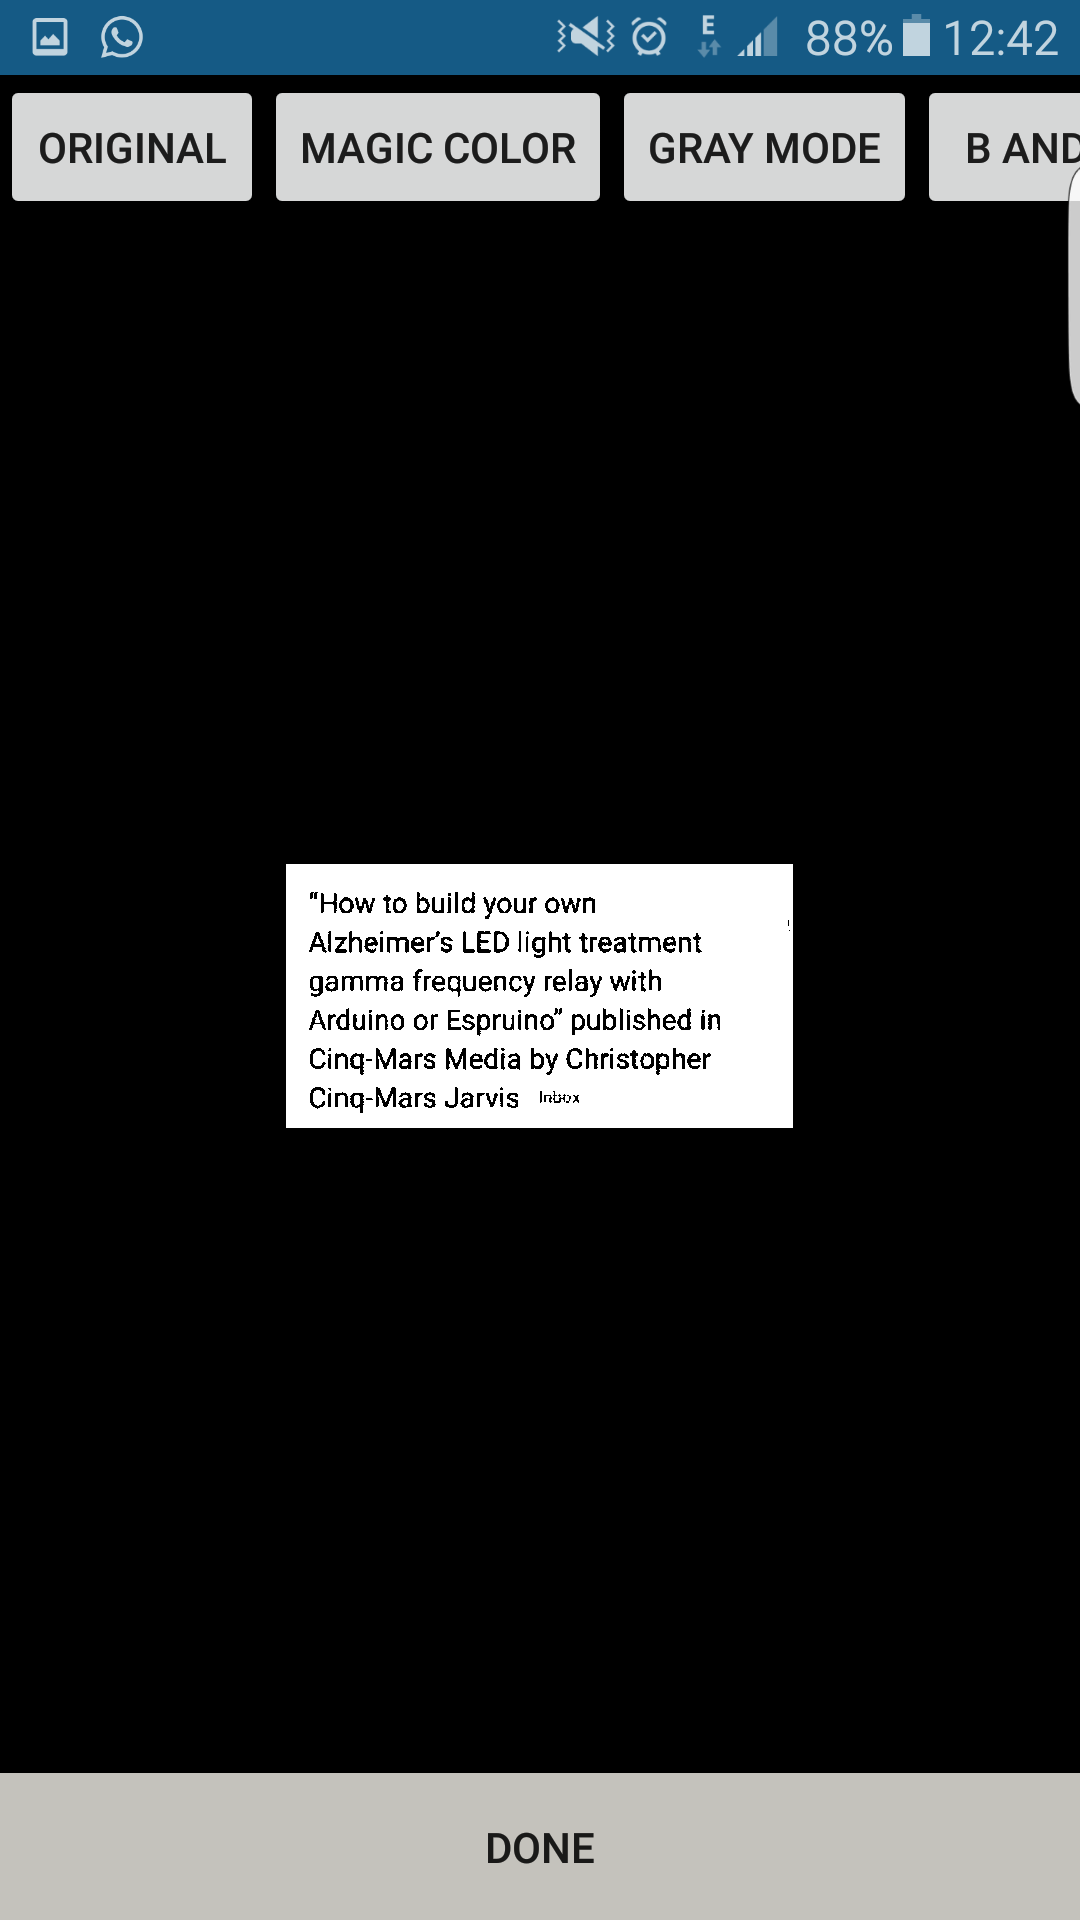 E 88% 12:42
ORIGINAL MAGIC COLOR GRAY MODE B AND
“How to build your own
Alzheimer’s LED light treatment
gamma frequency relay with
Arduino or Espruino” published in
Cinq-Mars Media by Christopher
Cinq-Mars Jarvis Inbox
DONE